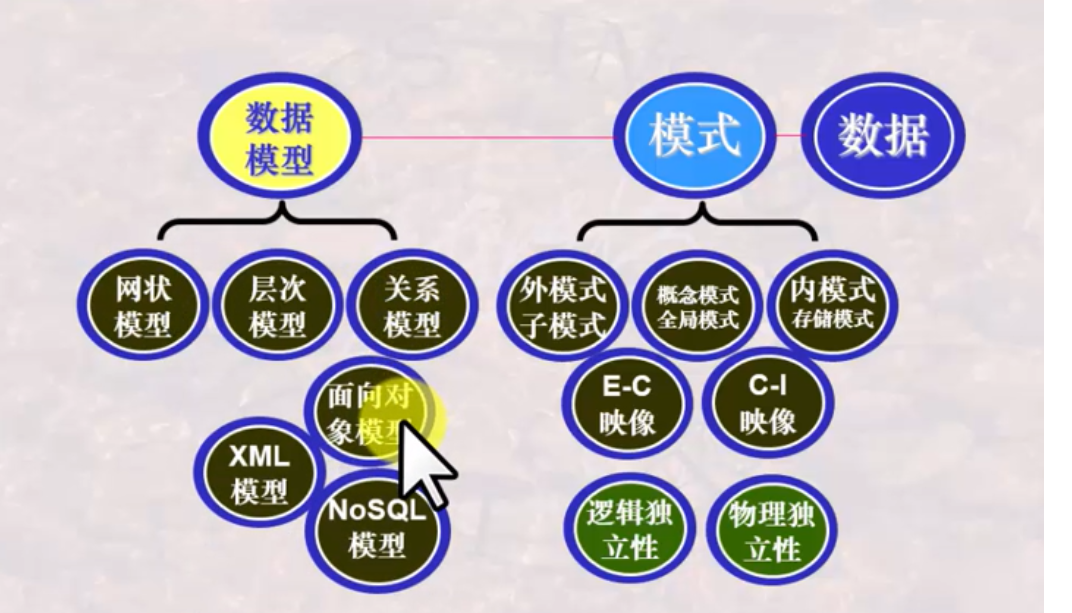 数据
模型
模式
数据
网状
模型
层次
模型
关系
模型
外模式
子模式
概念模式
全局模式
内模式
存储模式
面向对
象模型
E-C
映像
C-I
映像
XML
模型
NoSQL
模型
逻辑独
立性
物理独
立性